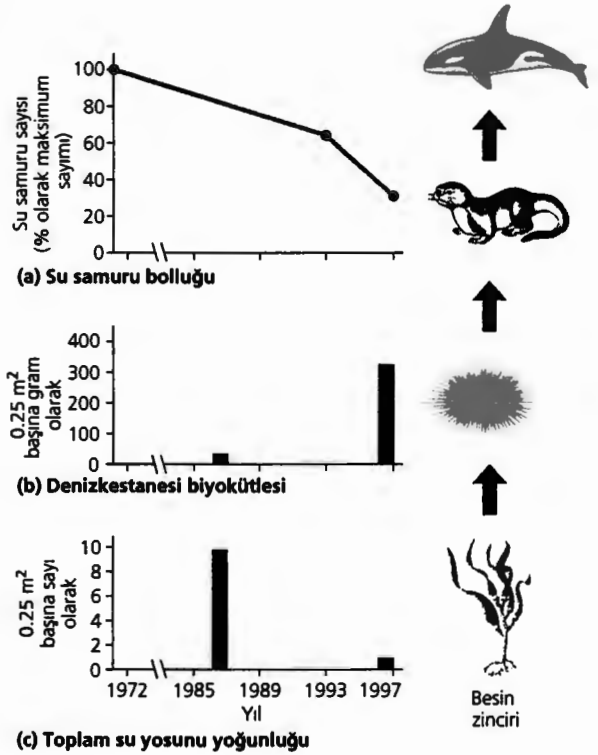 Su samuru sayısı
(% olarak maksimum
sayımı)
100
80
60
40
20
0
(a) Su samuru bolluğu
0.25 m²
başına gram
olarak
400
300
200
100
0
(b) Denizkestanesi biyokütlesi
0.25 m²
başına sayı
olarak
10
8
6
4
2
0
1972 1985 1989 1993 1997
Yıl
(c) Toplam su yosunu yoğunluğu
Besin
zinciri